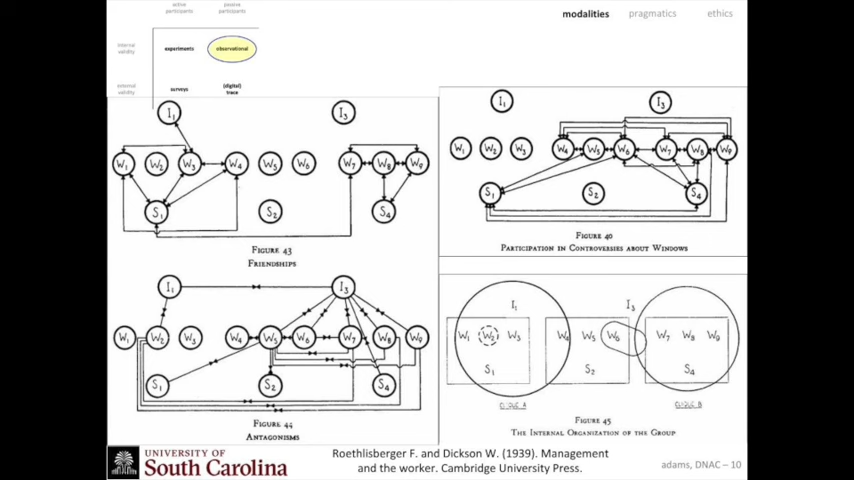 active
participants
passive
participants
modalities
pragmatics
ethics
internal
validity
experiments
observational
external
validity
surveys
(digital)
trace
I1
I3
W1 W2 W3 W4 W5 W6 W7 W8 W9
S1 S2 S4
FIGURE 43
FRIENDSHIPS
I1
I3
W1 W2 W3 W4 W5 W6 W7 W8 W9
S1 S2 S4
FIGURE 40
PARTICIPATION IN CONTROVERSIES ABOUT WINDOWS
I1
I3
W1 W2 W3 W4 W5 W6 W7 W8 W9
S1 S2 S4
FIGURE 44
ANTAGONISMS
I1
I3
W1 W2 W3 W4 W5 W6 W7 W8 W9
S1 S2 S4
CLIQUE A
CLIQUE B
FIGURE 45
THE INTERNAL ORGANIZATION OF THE GROUP
UNIVERSITY OF
South Carolina
Roethlisberger F. and Dickson W. (1939). Management
and the worker. Cambridge University Press.
adams, DNAC – 10